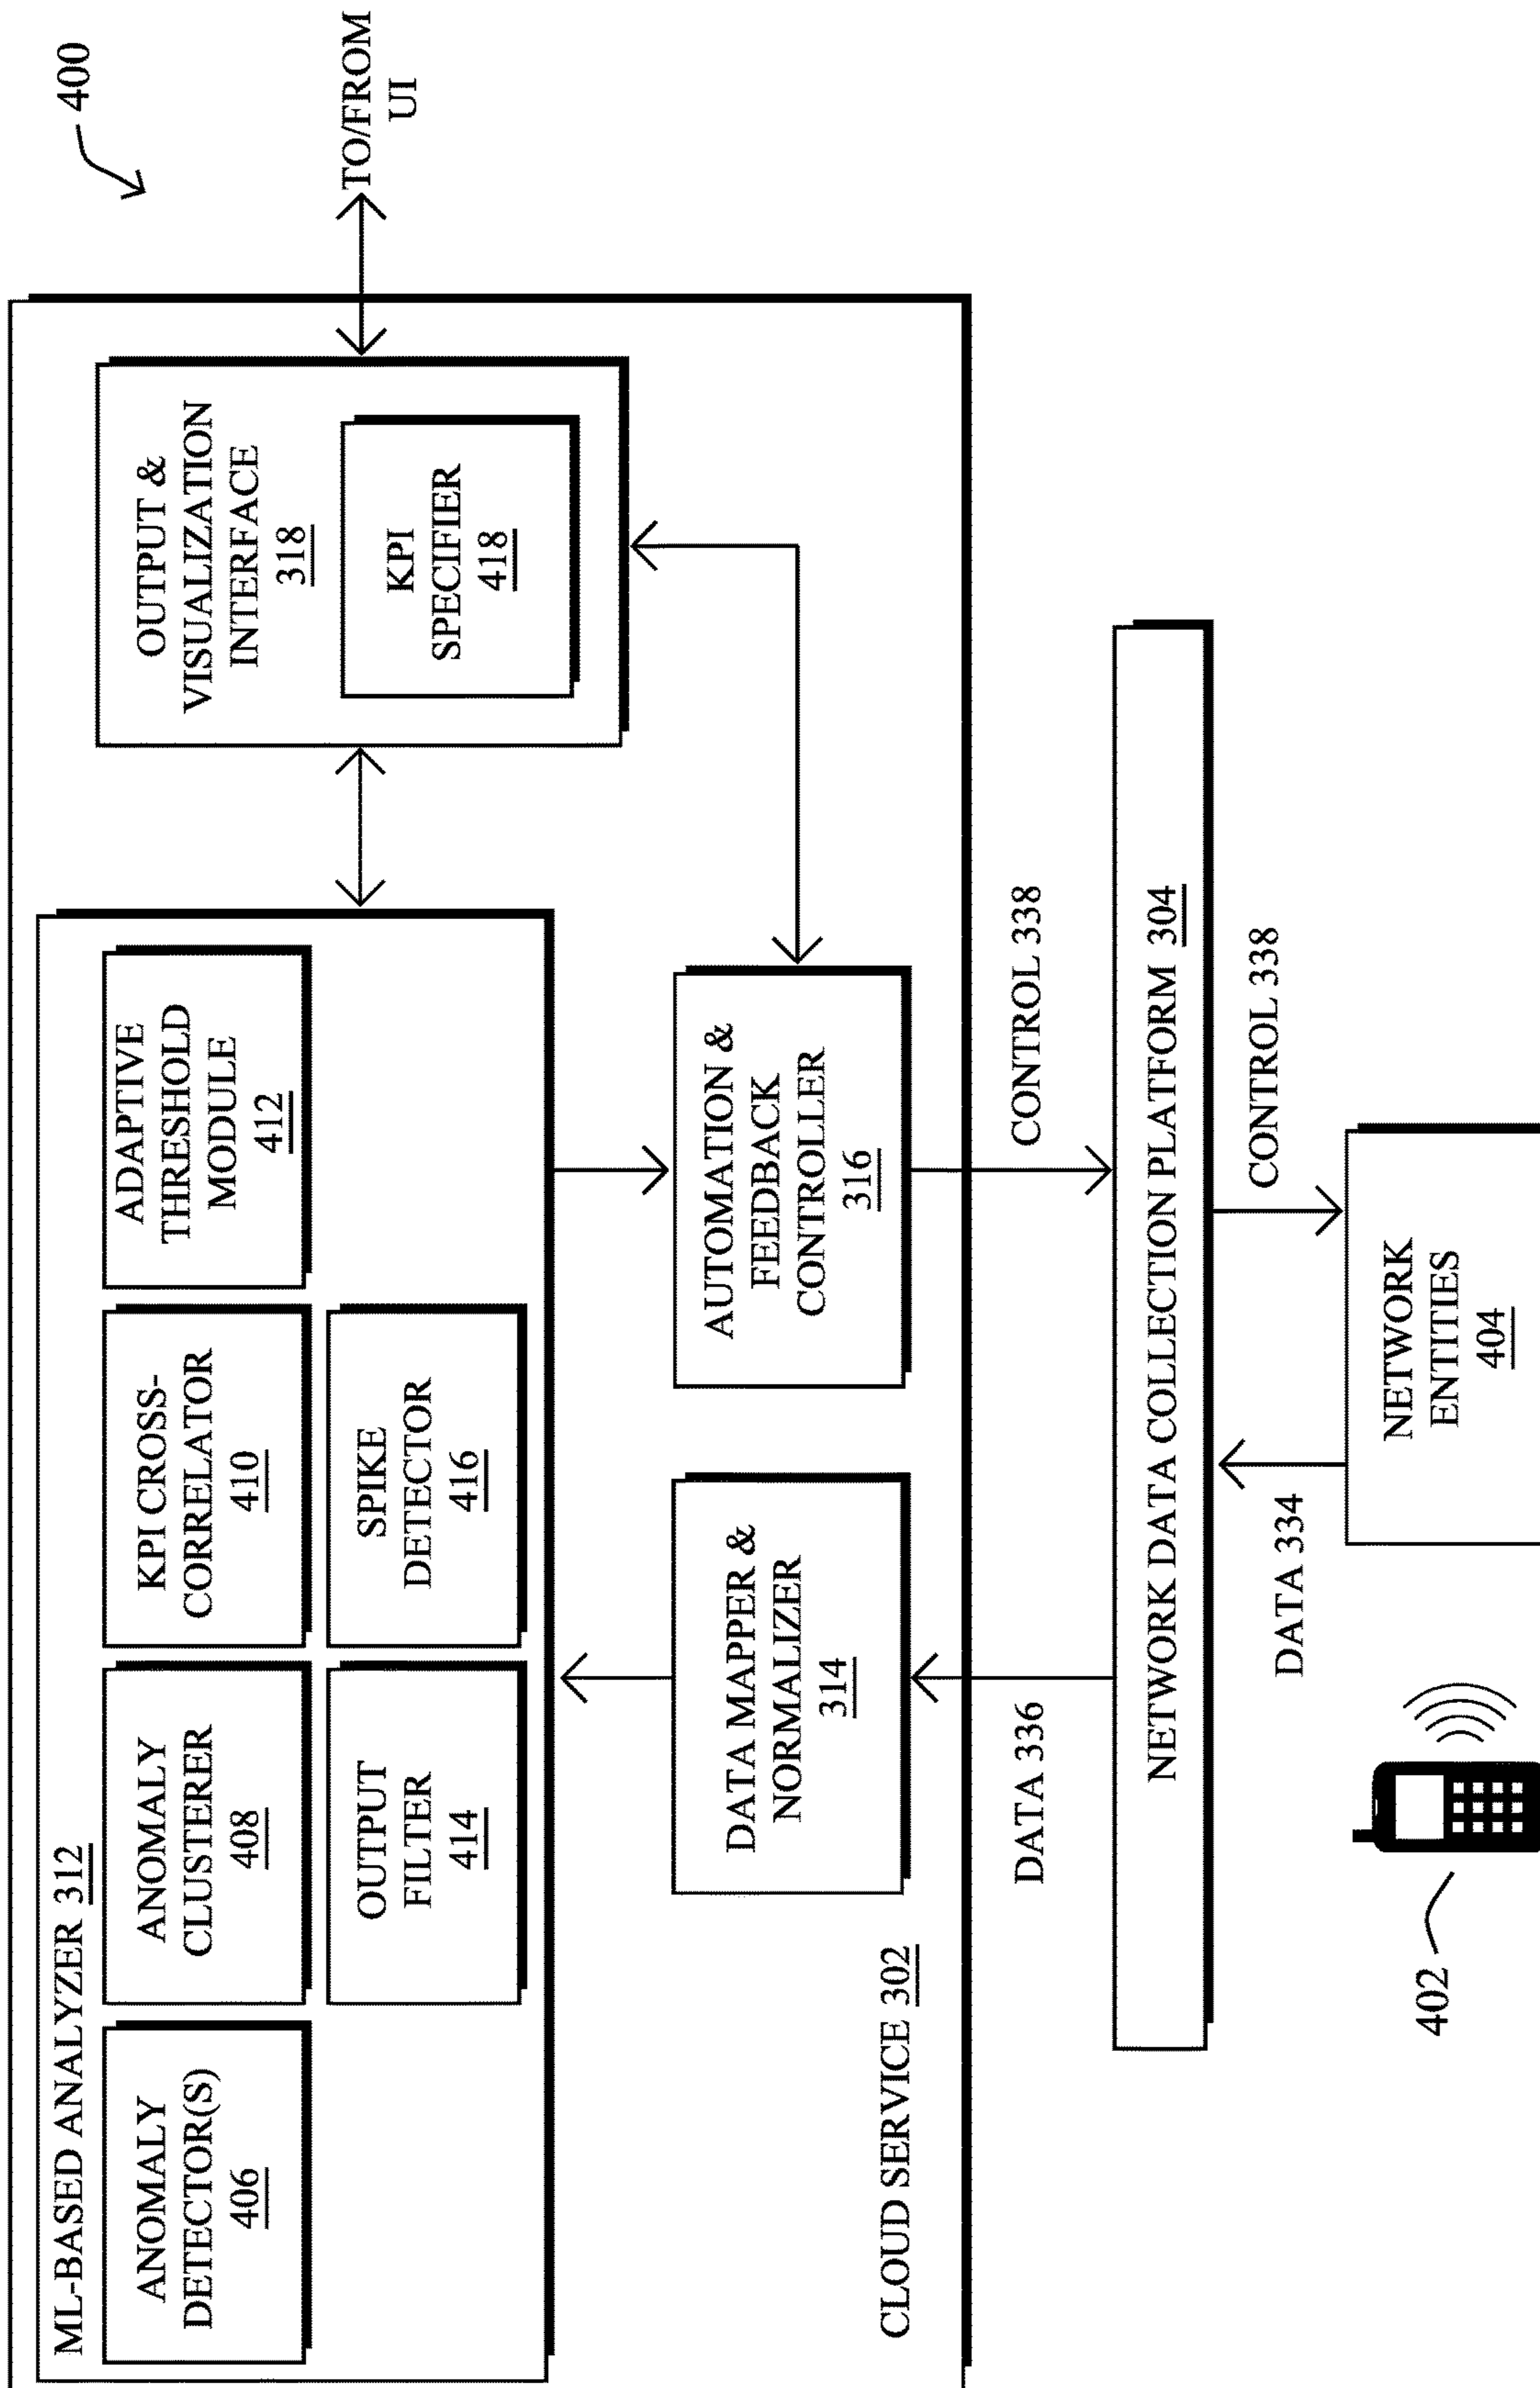 400
TO/FROM
UI
ML-BASED ANALYZER 312
ANOMALY
DETECTOR(S)
406
ANOMALY
CLUSTERER
408
KPI CROSS-
CORRELATOR
410
ADAPTIVE
THRESHOLD
MODULE
412
OUTPUT
FILTER
414
SPIKE
DETECTOR
416
OUTPUT &
VISUALIZATION
INTERFACE
318
KPI
SPECIFIER
418
DATA MAPPER &
NORMALIZER
314
AUTOMATION &
FEEDBACK
CONTROLLER
316
CLOUD SERVICE 302
DATA 336
CONTROL 338
NETWORK DATA COLLECTION PLATFORM 304
DATA 334
CONTROL 338
402
NETWORK
ENTITIES
404